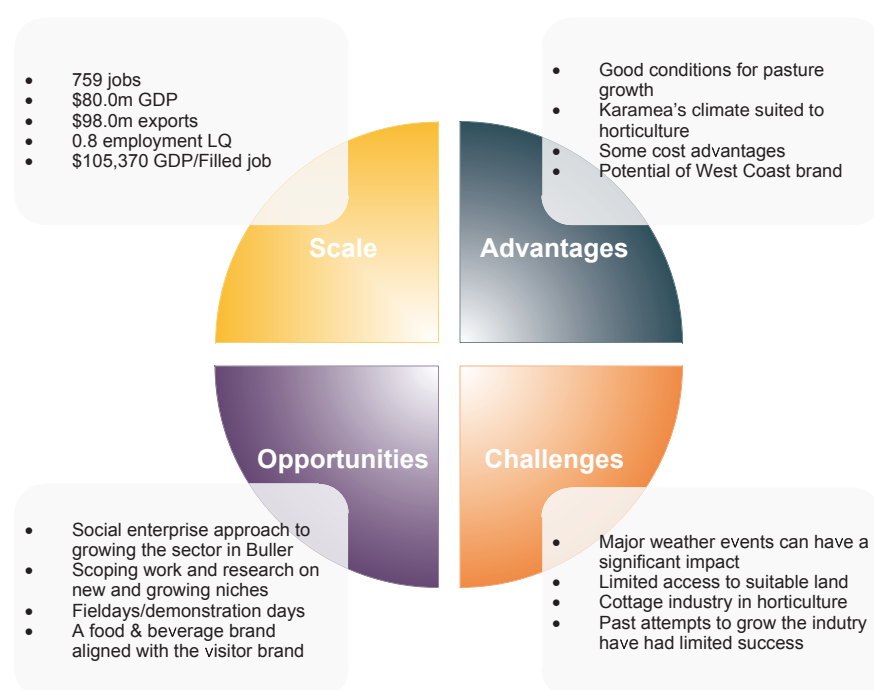 • 759 jobs
• $80.0m GDP
• $98.0m exports
• 0.8 employment LQ
• $105,370 GDP/Filled job
• Good conditions for pasture
growth
• Karamea's climate suited to
horticulture
• Some cost advantages
• Potential of West Coast brand
Scale
Advantages
Opportunities
Challenges
• Social enterprise approach to
growing the sector in Buller
• Scoping work and research on
new and growing niches
• Fieldays/demonstration days
• A food & beverage brand
aligned with the visitor brand
• Major weather events can have a
significant impact
• Limited access to suitable land
• Cottage industry in horticulture
• Past attempts to grow the indutry
have had limited success